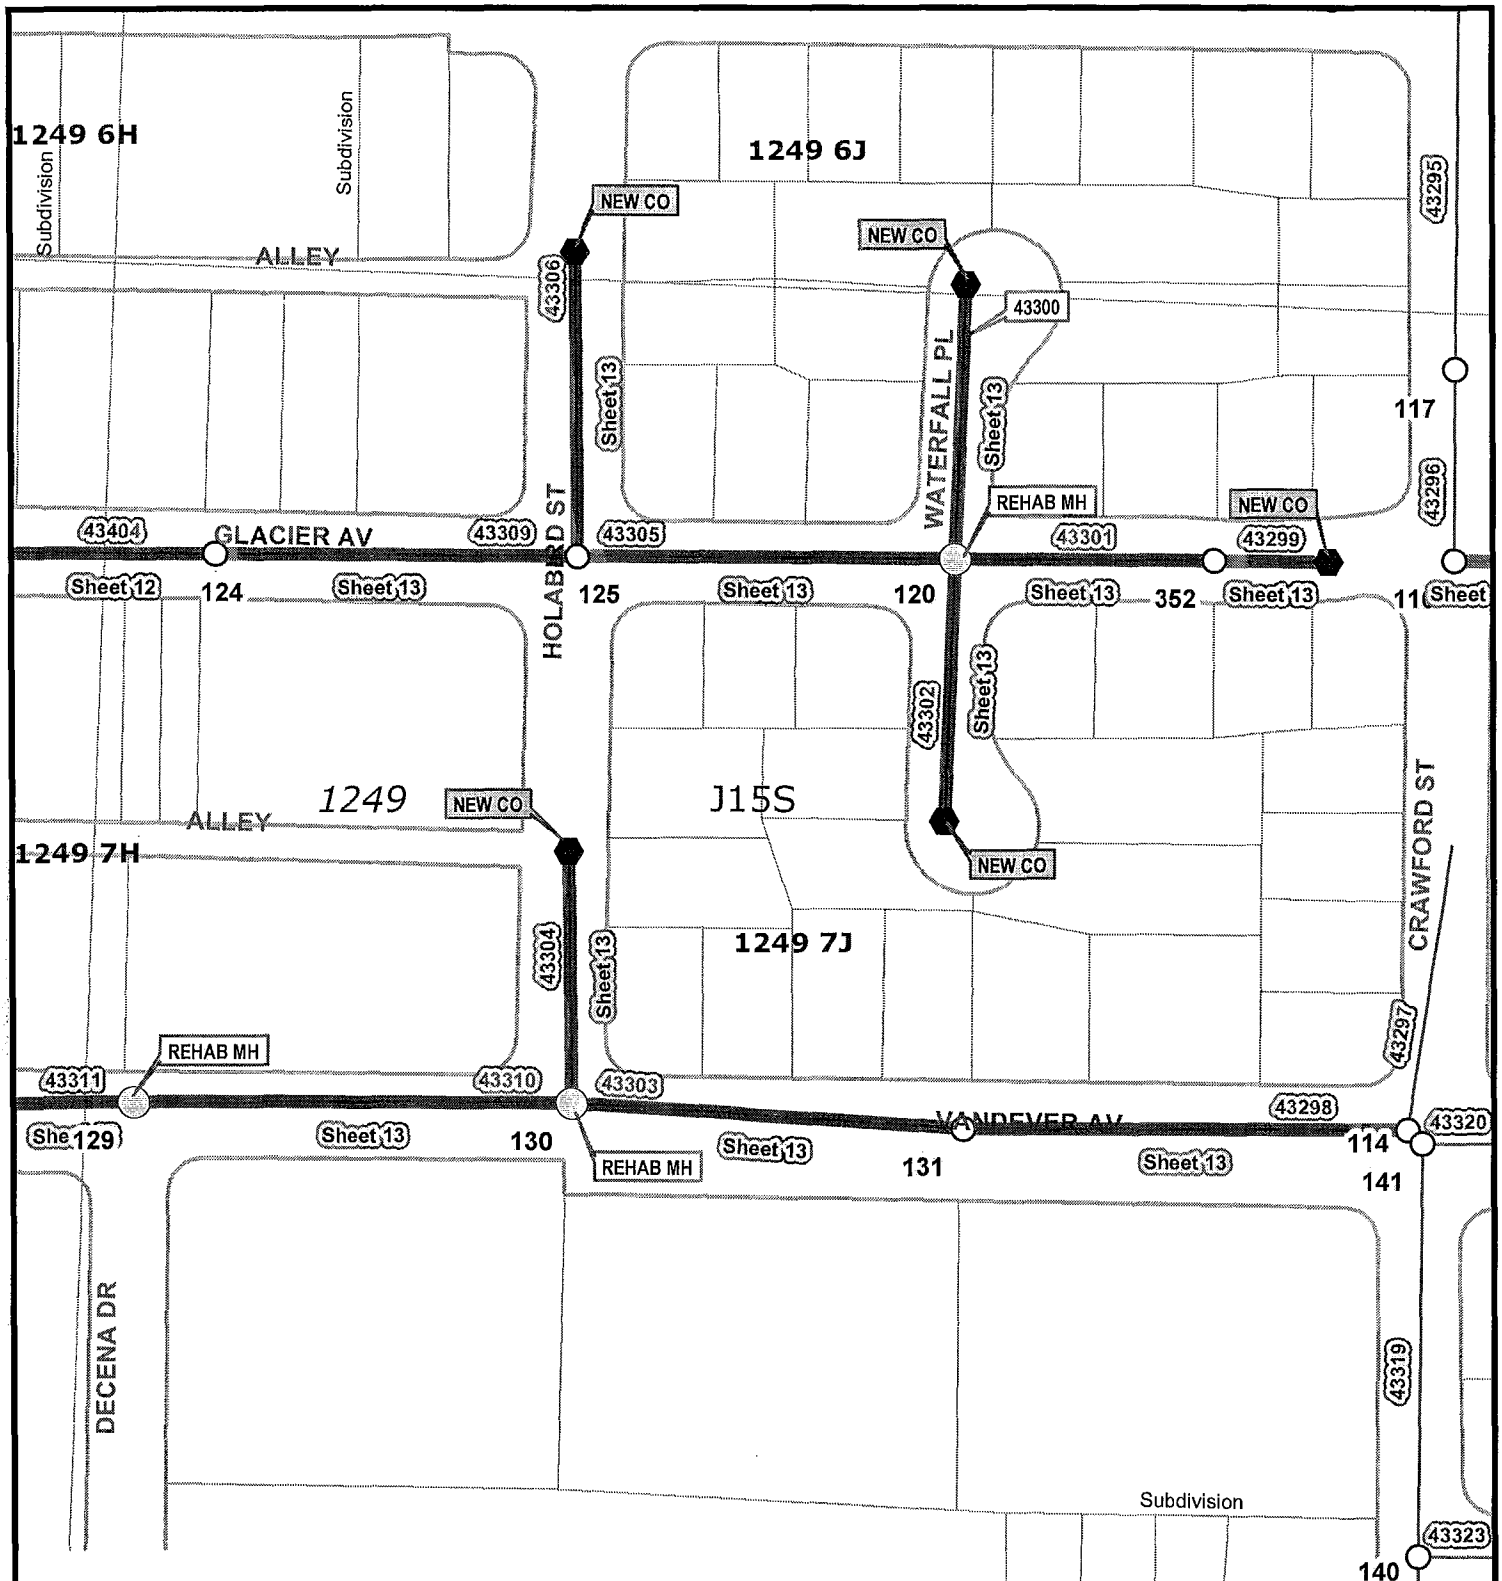 1249 6H
Subdivision
Subdivision
1249 6J
NEW CO
NEW CO
43295
ALLEY
43306
43300
WATERFALL PL
Sheet 13
Sheet 13
117
43296
HOLABIRD ST
43404
GLACIER AV
43309
43305
REHAB MH
43301
NEW CO
43299
Sheet 12
124
Sheet 13
125
Sheet 13
120
Sheet 13
352
Sheet 13
Sheet
43302
Sheet 13
1249
NEW CO
J15S
ALLEY
1249 7H
NEW CO
CRAWFORD ST
43304
Sheet 13
1249 7J
43297
REHAB MH
43311
43310
43303
VANDEVER AV
43298
43320
129
Sheet 13
130
REHAB MH
Sheet 13
131
Sheet 13
114
141
DECENA DR
43319
Subdivision
43323
140